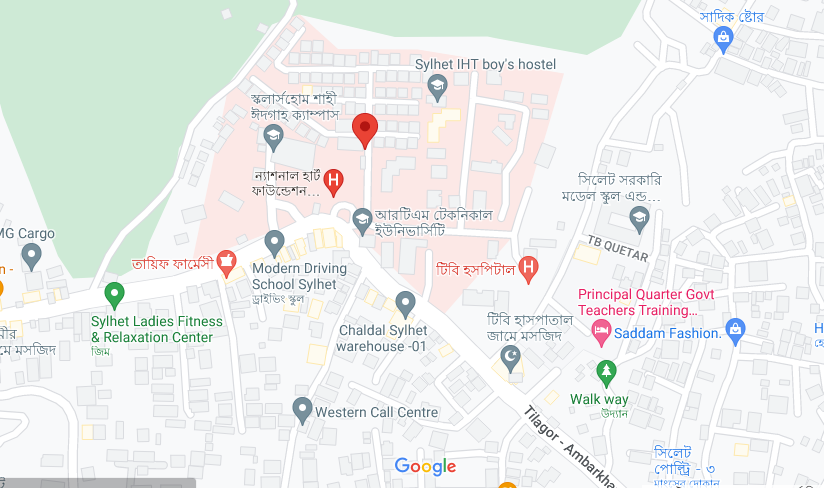 সাদিক ষ্টোর
Sylhet IHT boy's hostel
স্কলার্সহোম শাহী
ঈদগাহ ক্যাম্পাস
ন্যাশনাল হার্ট
ফাউন্ডেশন...
সিলেট সরকারি
মডেল স্কুল এন্ড...
আরটিএম টেকনিকাল
ইউনিভার্সিটি
MG Cargo
TB QUETAR
তায়িফ ফার্মেসী
Modern Driving
School Sylhet
ড্রাইভিং স্কুল
টিবি হসপিটাল
Principal Quarter Govt
Teachers Training...
Sylhet Ladies Fitness
& Relaxation Center
জিম
Chaldal Sylhet
warehouse -01
টিবি হাসপাতাল
জামে মসজিদ
Saddam Fashion.
মে মসজিদ
Walk way
উদ্যান
Western Call Centre
Tilagor - Ambarkha
সিলেট
পোল্ট্রি - ৩
মাংসের দোকান
Google